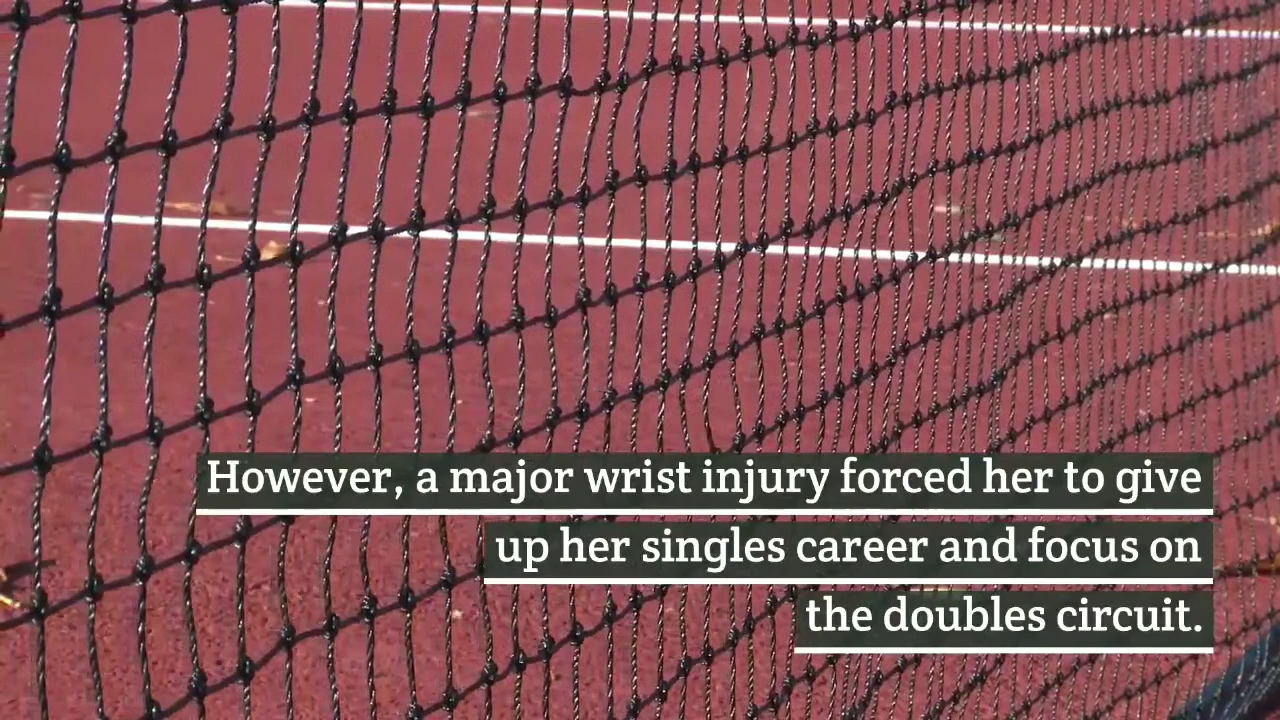 However, a major wrist injury forced her to give
up her singles career and focus on
the doubles circuit.